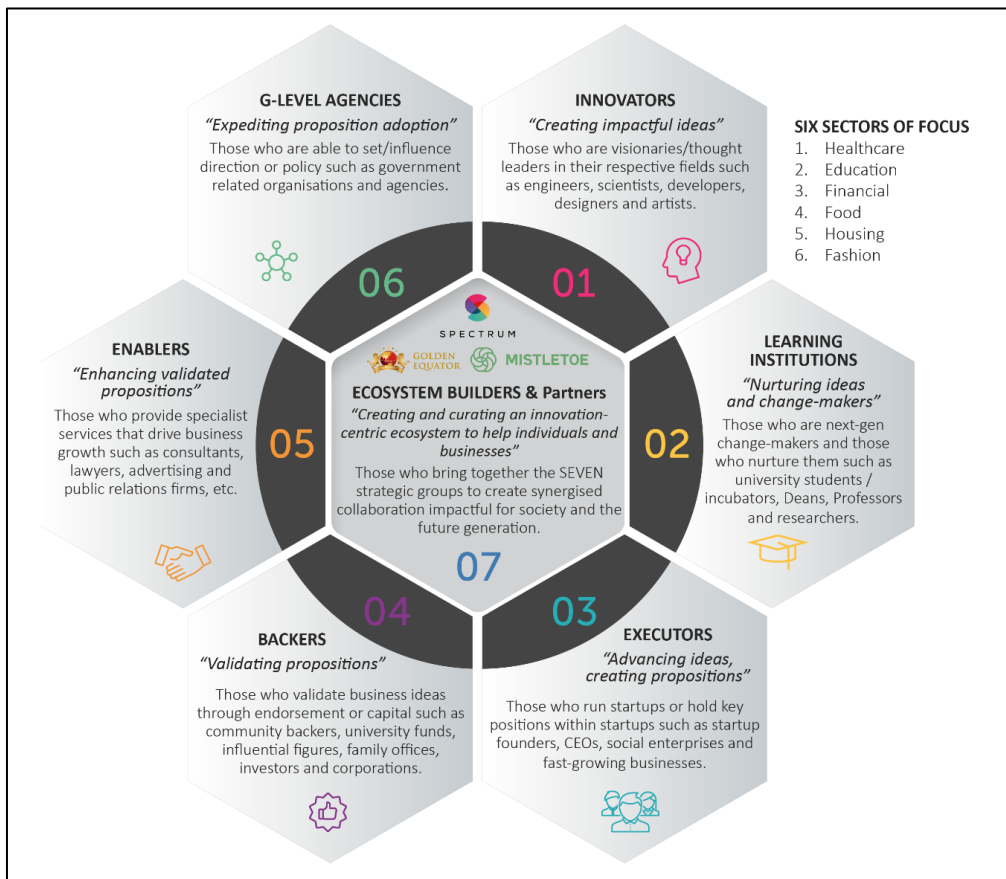 G-LEVEL AGENCIES
“Expediting proposition adoption”
Those who are able to set/influence
direction or policy such as government
related organisations and agencies.
06
INNOVATORS
“Creating impactful ideas”
Those who are visionaries/thought
leaders in their respective fields such
as engineers, scientists, developers,
designers and artists.
01
SIX SECTORS OF FOCUS
1. Healthcare
2. Education
3. Financial
4. Food
5. Housing
6. Fashion
ENABLERS
“Enhancing validated
propositions”
Those who provide specialist
services that drive business
growth such as consultants,
lawyers, advertising and
public relations firms, etc.
05
SPECTRUM
GOLDEN
EQUATOR
MISTLETOE
ECOSYSTEM BUILDERS & Partners
“Creating and curating an innovation-
centric ecosystem to help individuals and
businesses”
Those who bring together the SEVEN
strategic groups to create synergised
collaboration impactful for society and the
future generation.
07
LEARNING
INSTITUTIONS
“Nurturing ideas
and change-makers”
Those who are next-gen
change-makers and those
who nurture them such as
university students /
incubators, Deans, Professors
and researchers.
02
04
BACKERS
“Validating propositions”
Those who validate business ideas
through endorsement or capital such as
community backers, university funds,
influential figures, family offices,
investors and corporations.
03
EXECUTORS
“Advancing ideas,
creating propositions”
Those who run startups or hold key
positions within startups such as startup
founders, CEOs, social enterprises and
fast-growing businesses.